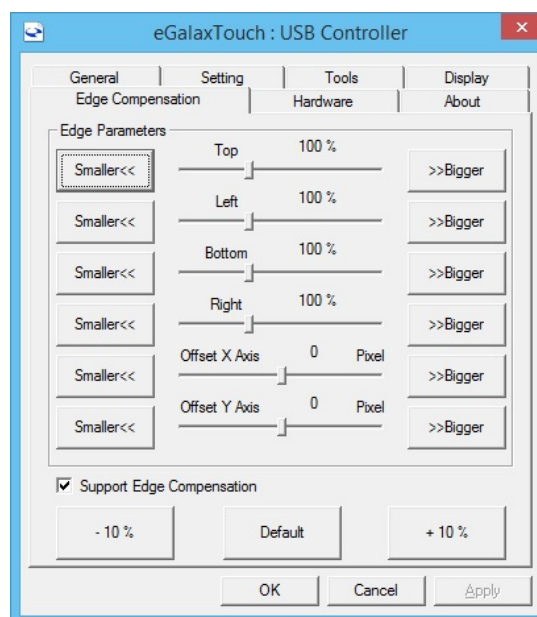 eGalaxTouch : USB Controller
General Setting Tools Display
Edge Compensation Hardware About
Edge Parameters
Top 100 %
Smaller<< >>Bigger
Left 100 %
Smaller<< >>Bigger
Bottom 100 %
Smaller<< >>Bigger
Right 100 %
Smaller<< >>Bigger
Offset X Axis 0 Pixel
Smaller<< >>Bigger
Offset Y Axis 0 Pixel
Smaller<< >>Bigger
Support Edge Compensation
- 10 % Default + 10 %
OK Cancel Apply